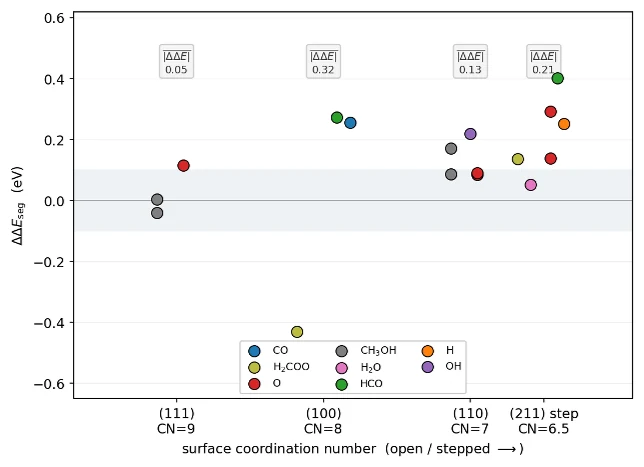 0.6
0.4
0.2
0.0
−0.2
−0.4
−0.6
ΔΔE_seg (eV)
|ΔΔE|
0.05
|ΔΔE|
0.32
|ΔΔE|
0.13
|ΔΔE|
0.21
CO
H₂COO
O
CH₃OH
H₂O
HCO
H
OH
(111)
CN=9
(100)
CN=8
(110)
CN=7
(211) step
CN=6.5
surface coordination number (open / stepped ⟶)